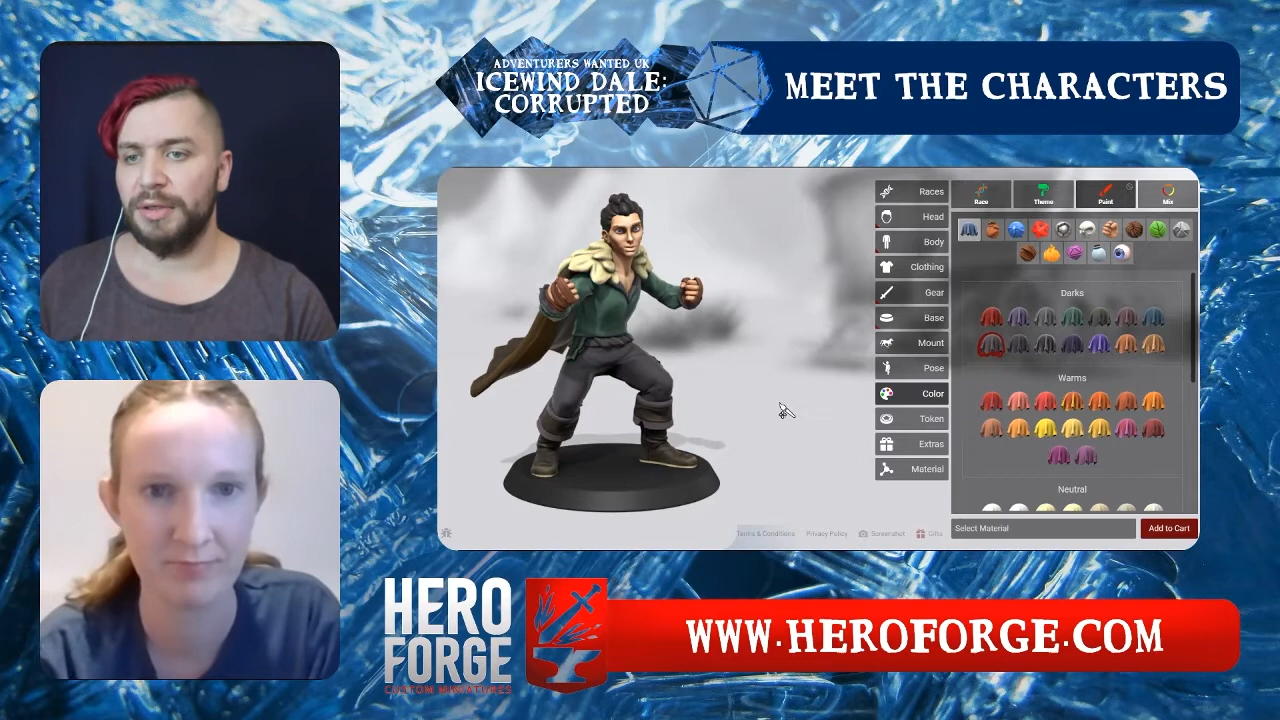 ADVENTURERS WANTED UK
ICEWIND DALE:
CORRUPTED
MEET THE CHARACTERS
Races
Head
Body
Clothing
Gear
Base
Mount
Pose
Color
Token
Extras
Material
Race Theme Paint Mix
Darks
Warms
Neutral
Terms & Conditions Privacy Policy Screenshot Gifts
Select Material
Add to Cart
HERO
FORGE
CUSTOM MINIATURES
WWW.HEROFORGE.COM